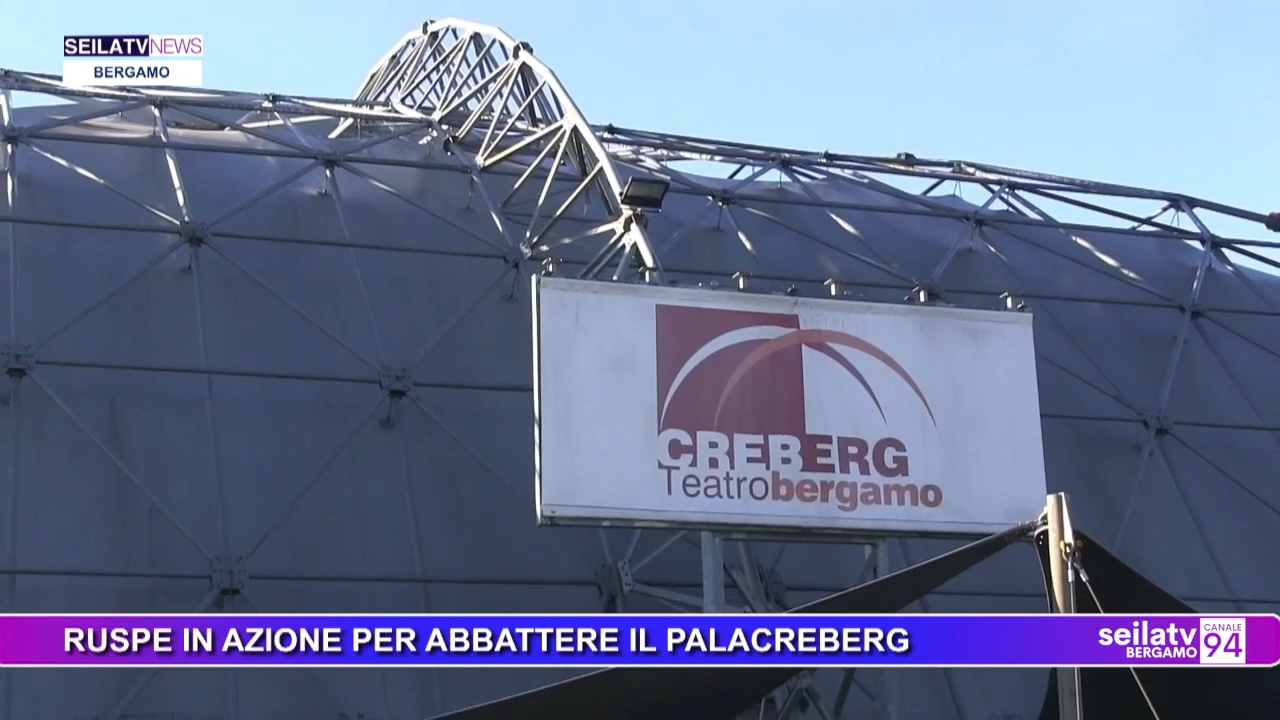 SEILATVNEWS
BERGAMO
CREBERG
Teatrobergamo
RUSPE IN AZIONE PER ABBATTERE IL PALACREBERG
seilatv
BERGAMO
CANALE
94